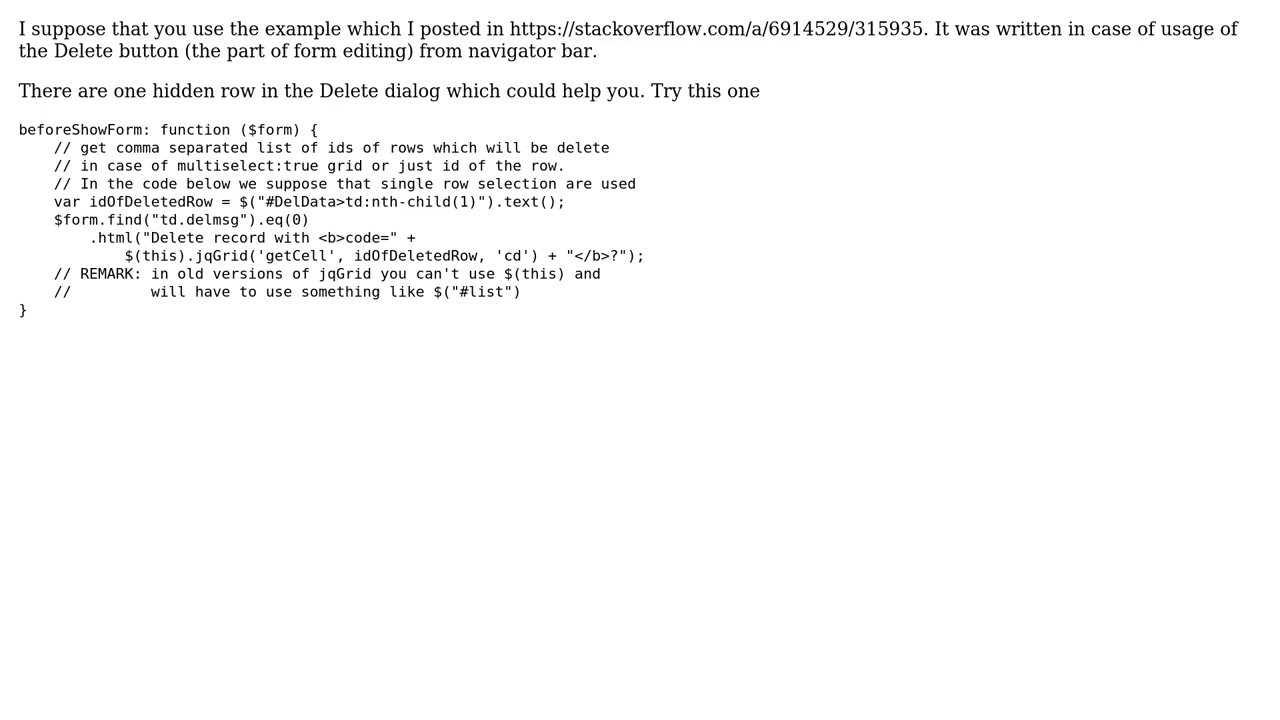 I suppose that you use the example which I posted in https://stackoverflow.com/a/6914529/315935. It was written in case of usage of
the Delete button (the part of form editing) from navigator bar.
There are one hidden row in the Delete dialog which could help you. Try this one
beforeShowForm: function ($form) {
    // get comma separated list of ids of rows which will be delete
    // in case of multiselect:true grid or just id of the row.
    // In the code below we suppose that single row selection are used
    var idOfDeletedRow = $("#DelData>td:nth-child(1)").text();
    $form.find("td.delmsg").eq(0)
        .html("Delete record with <b>code=" +
            $(this).jqGrid('getCell', idOfDeletedRow, 'cd') + "</b>?");
    // REMARK: in old versions of jqGrid you can't use $(this) and
    //         will have to use something like $("#list")
}